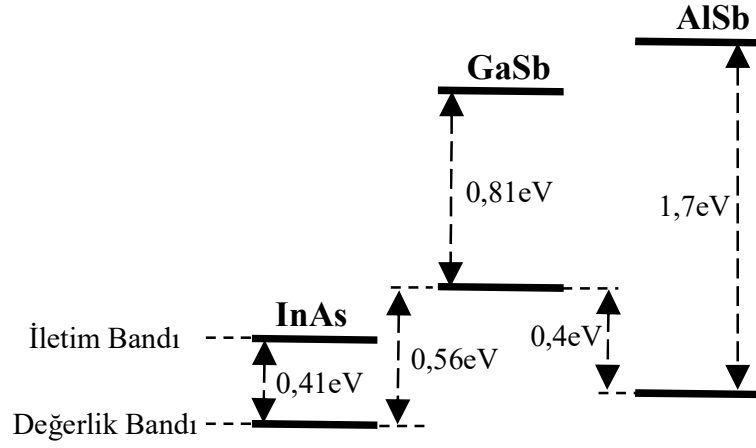 AlSb
GaSb
0,81eV
1,7eV
InAs
İletim Bandı
0,41eV
0,56eV
0,4eV
Değerlik Bandı